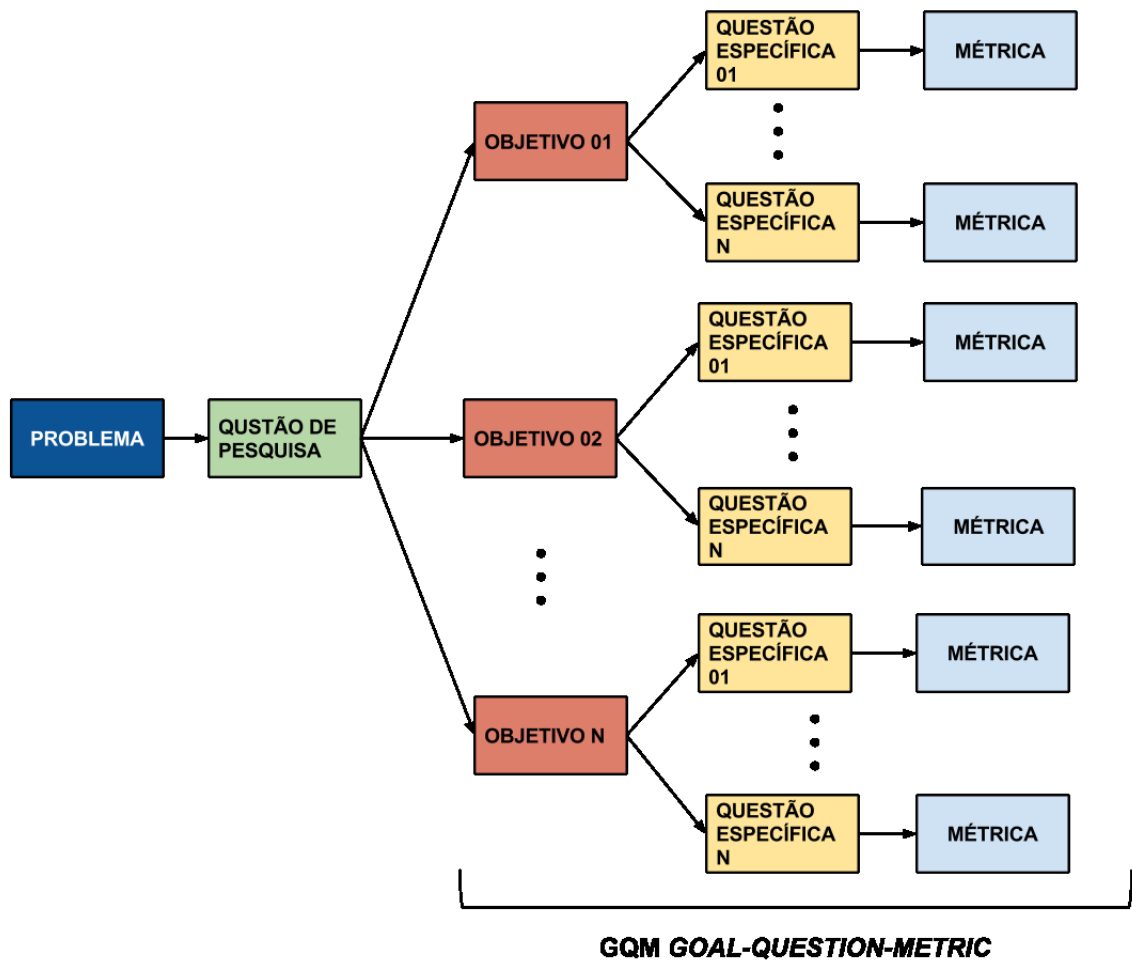 QUESTÃO
ESPECÍFICA
01
MÉTRICA
OBJETIVO 01
QUESTÃO
ESPECÍFICA
N
MÉTRICA
QUESTÃO
ESPECÍFICA
01
MÉTRICA
PROBLEMA
QUSTÃO DE
PESQUISA
OBJETIVO 02
QUESTÃO
ESPECÍFICA
N
MÉTRICA
QUESTÃO
ESPECÍFICA
01
MÉTRICA
OBJETIVO N
QUESTÃO
ESPECÍFICA
N
MÉTRICA
GQM GOAL-QUESTION-METRIC